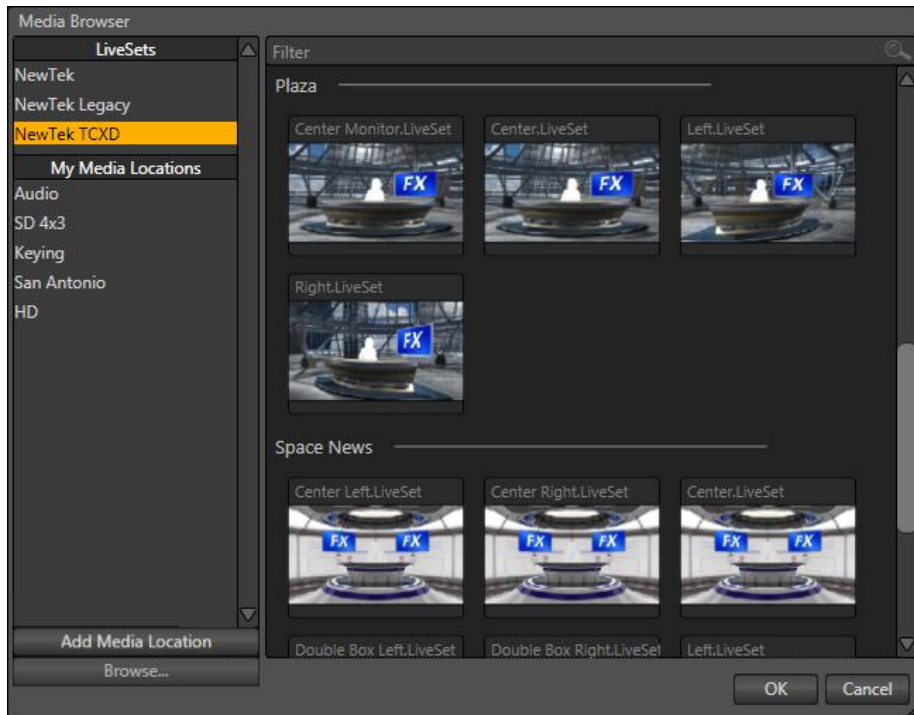 Media Browser
LiveSets
NewTek
NewTek Legacy
NewTek TCXD
My Media Locations
Audio
SD 4x3
Keying
San Antonio
HD
Add Media Location
Browse...
Filter
Plaza
Center Monitor.LiveSet Center.LiveSet Left.LiveSet
FX FX FX
Right.LiveSet
FX
Space News
Center Left.LiveSet Center Right.LiveSet Center.LiveSet
FX FX FX FX FX FX
Double Box Left.LiveSet Double Box Right.LiveSet Left.LiveSet
OK Cancel